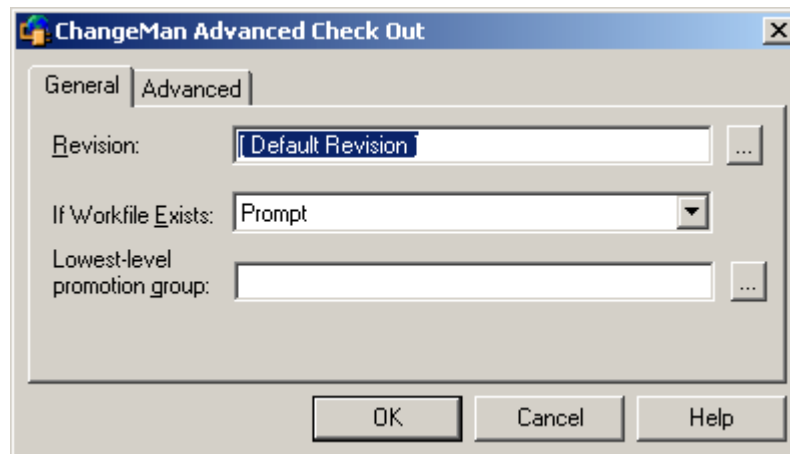 ChangeMan Advanced Check Out
General Advanced
Revision: [ Default Revision ] ...
If Workfile Exists: Prompt
Lowest-level
promotion group: ...
OK Cancel Help